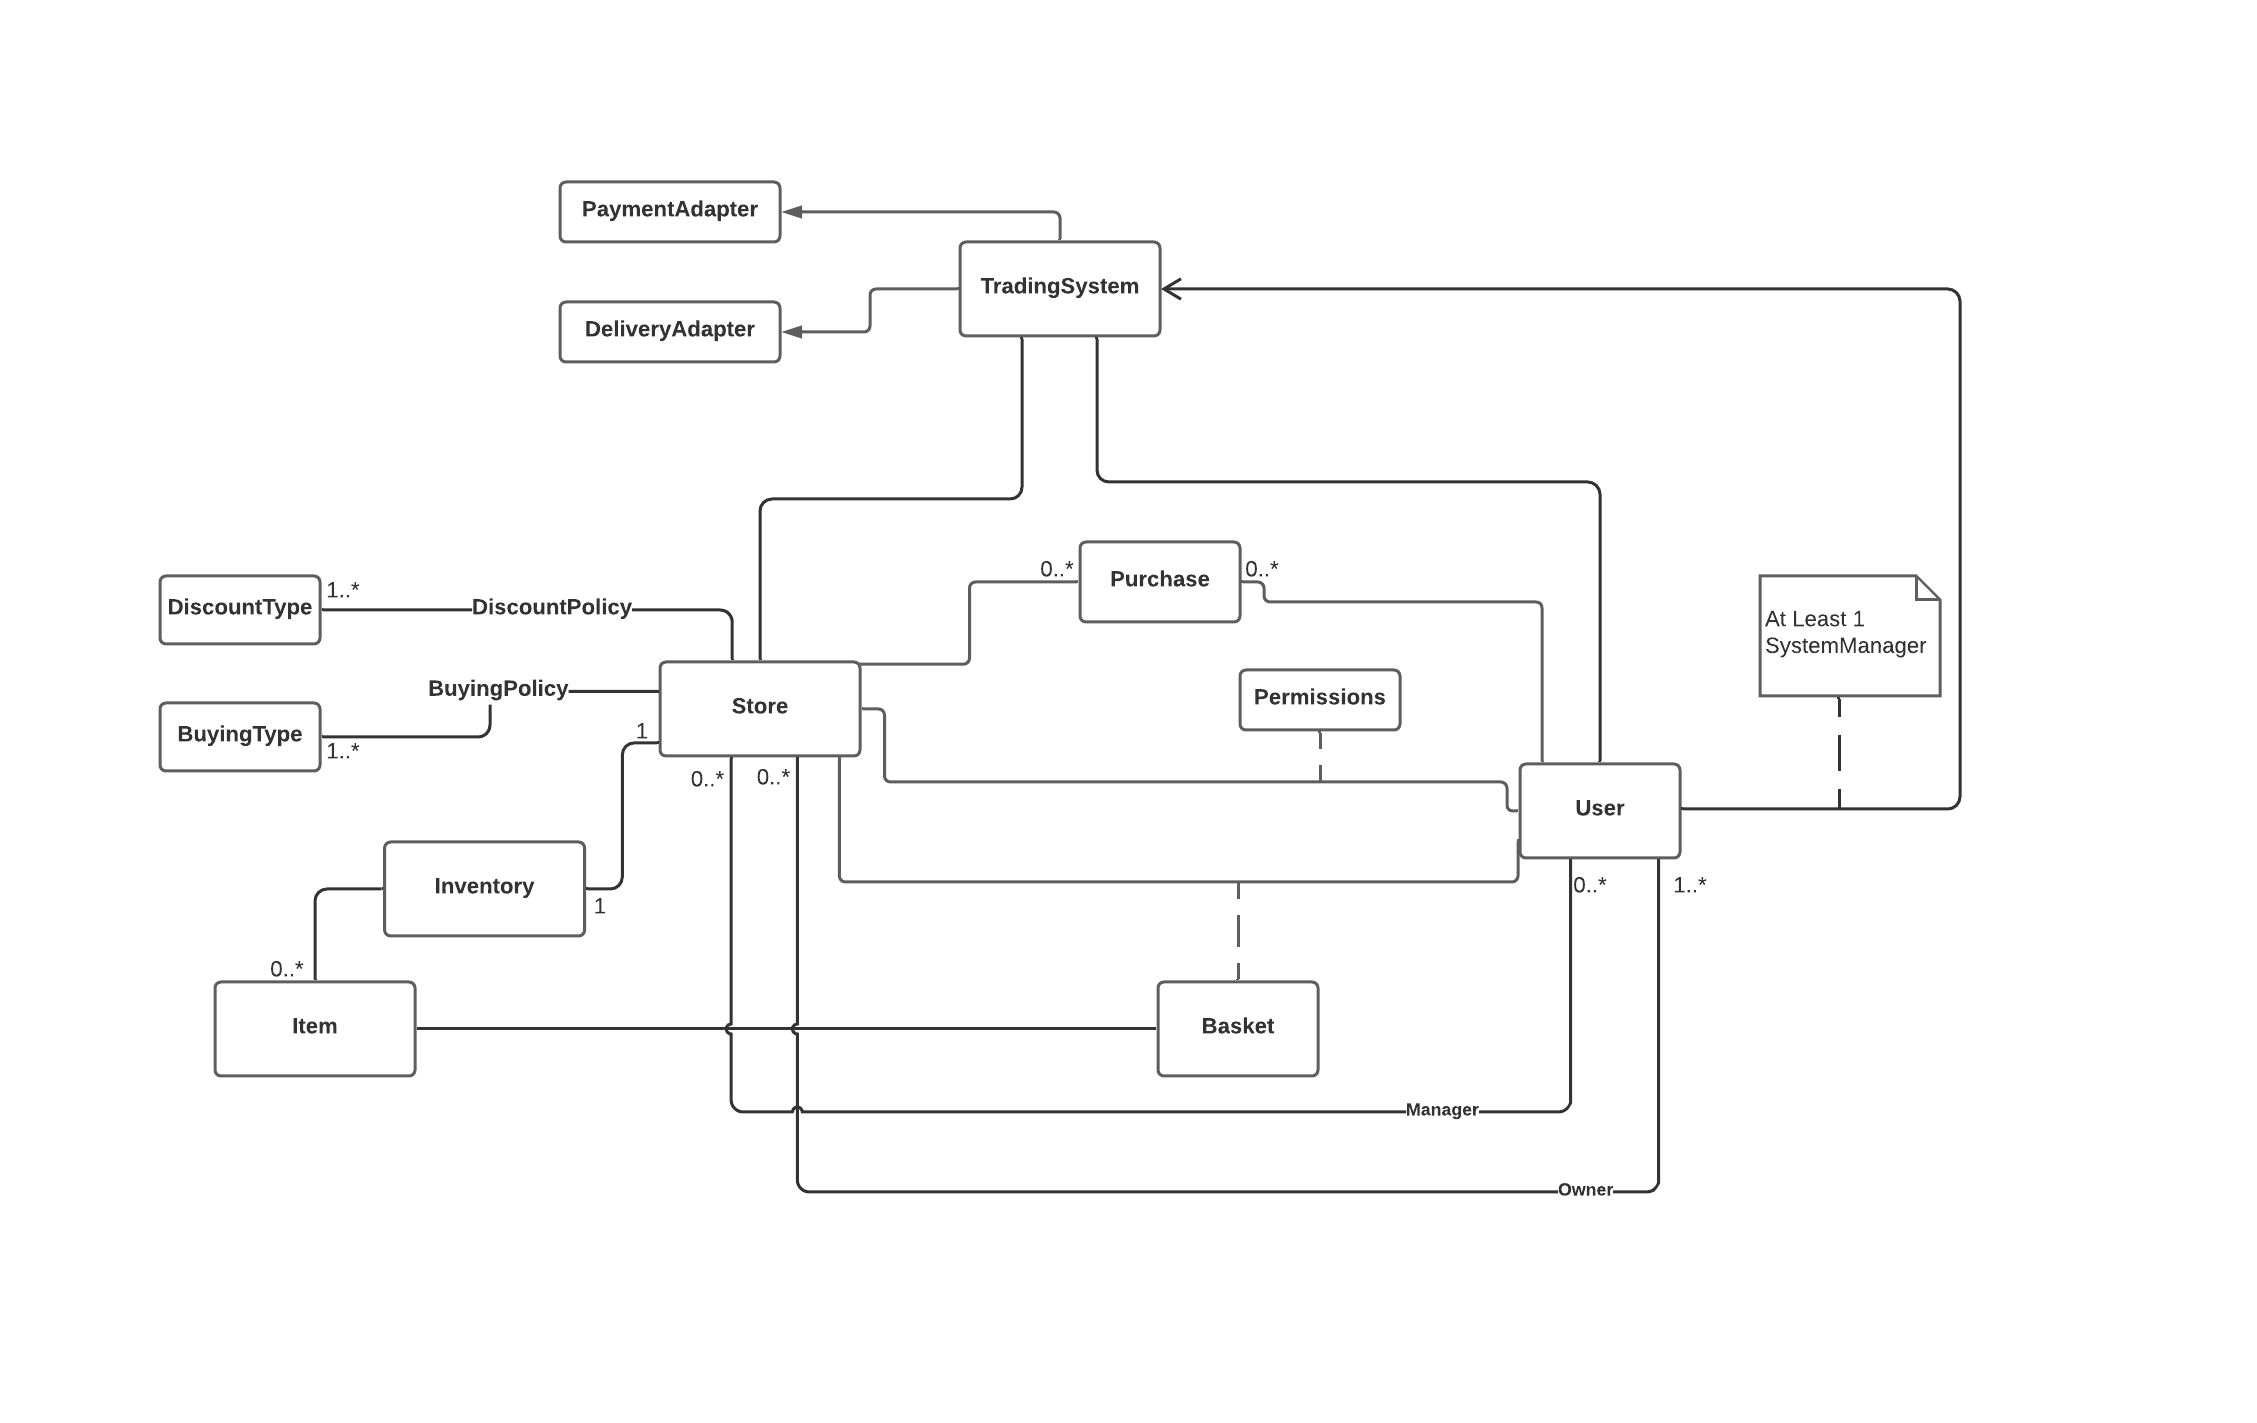 PaymentAdapter
TradingSystem
DeliveryAdapter
0..*
Purchase
0..*
DiscountType
1..*
DiscountPolicy
At Least 1
SystemManager
BuyingPolicy
Permissions
Store
BuyingType
1..*
1
0..*
0..*
User
Inventory
1
0..*
1..*
0..*
Item
Basket
Manager
Owner